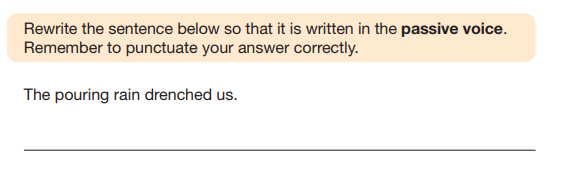 Rewrite the sentence below so that it is written in the passive voice.
Remember to punctuate your answer correctly.
The pouring rain drenched us.